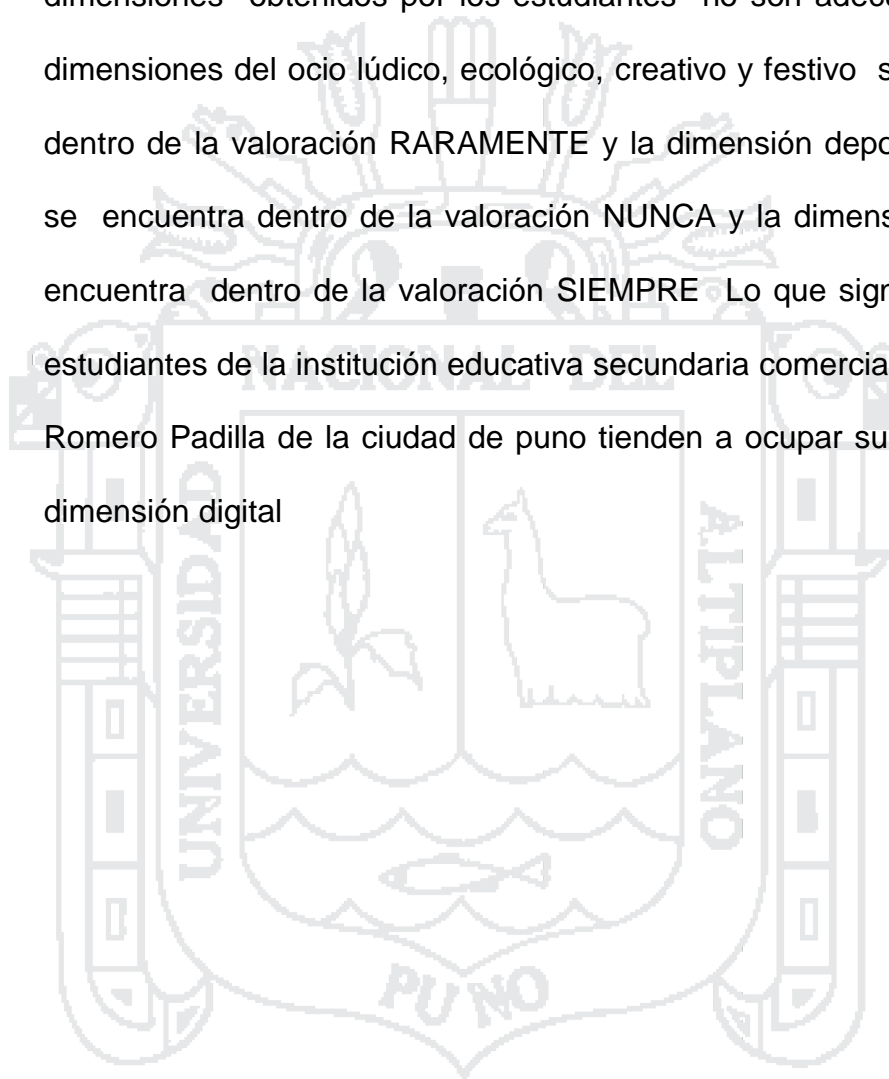 dimensiones obtenidos por los estudiantes no son
dimensiones del ocio lúdico, ecológico, creativo y festivo
dentro de la valoración RARAMENTE y la dimensión
se encuentra dentro de la valoración NUNCA y la
encuentra dentro de la valoración SIEMPRE Lo que
estudiantes de la institución educativa secundaria
Romero Padilla de la ciudad de puno tienden a ocupar su
dimensión digital
NACIONAL DEL
UNIVERSIDAD
ALTIPLANO
PUNO